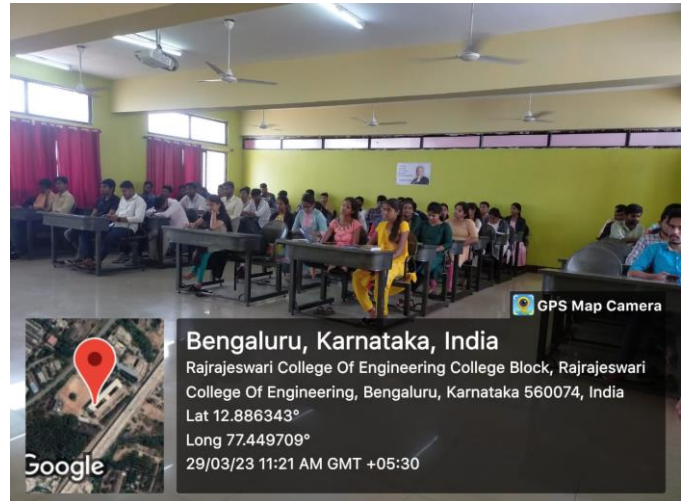 GPS Map Camera
Bengaluru, Karnataka, India
Rajrajeswari College Of Engineering College Block, Rajrajeswari
College Of Engineering, Bengaluru, Karnataka 560074, India
Lat 12.886343°
Long 77.449709°
29/03/23 11:21 AM GMT +05:30
Google